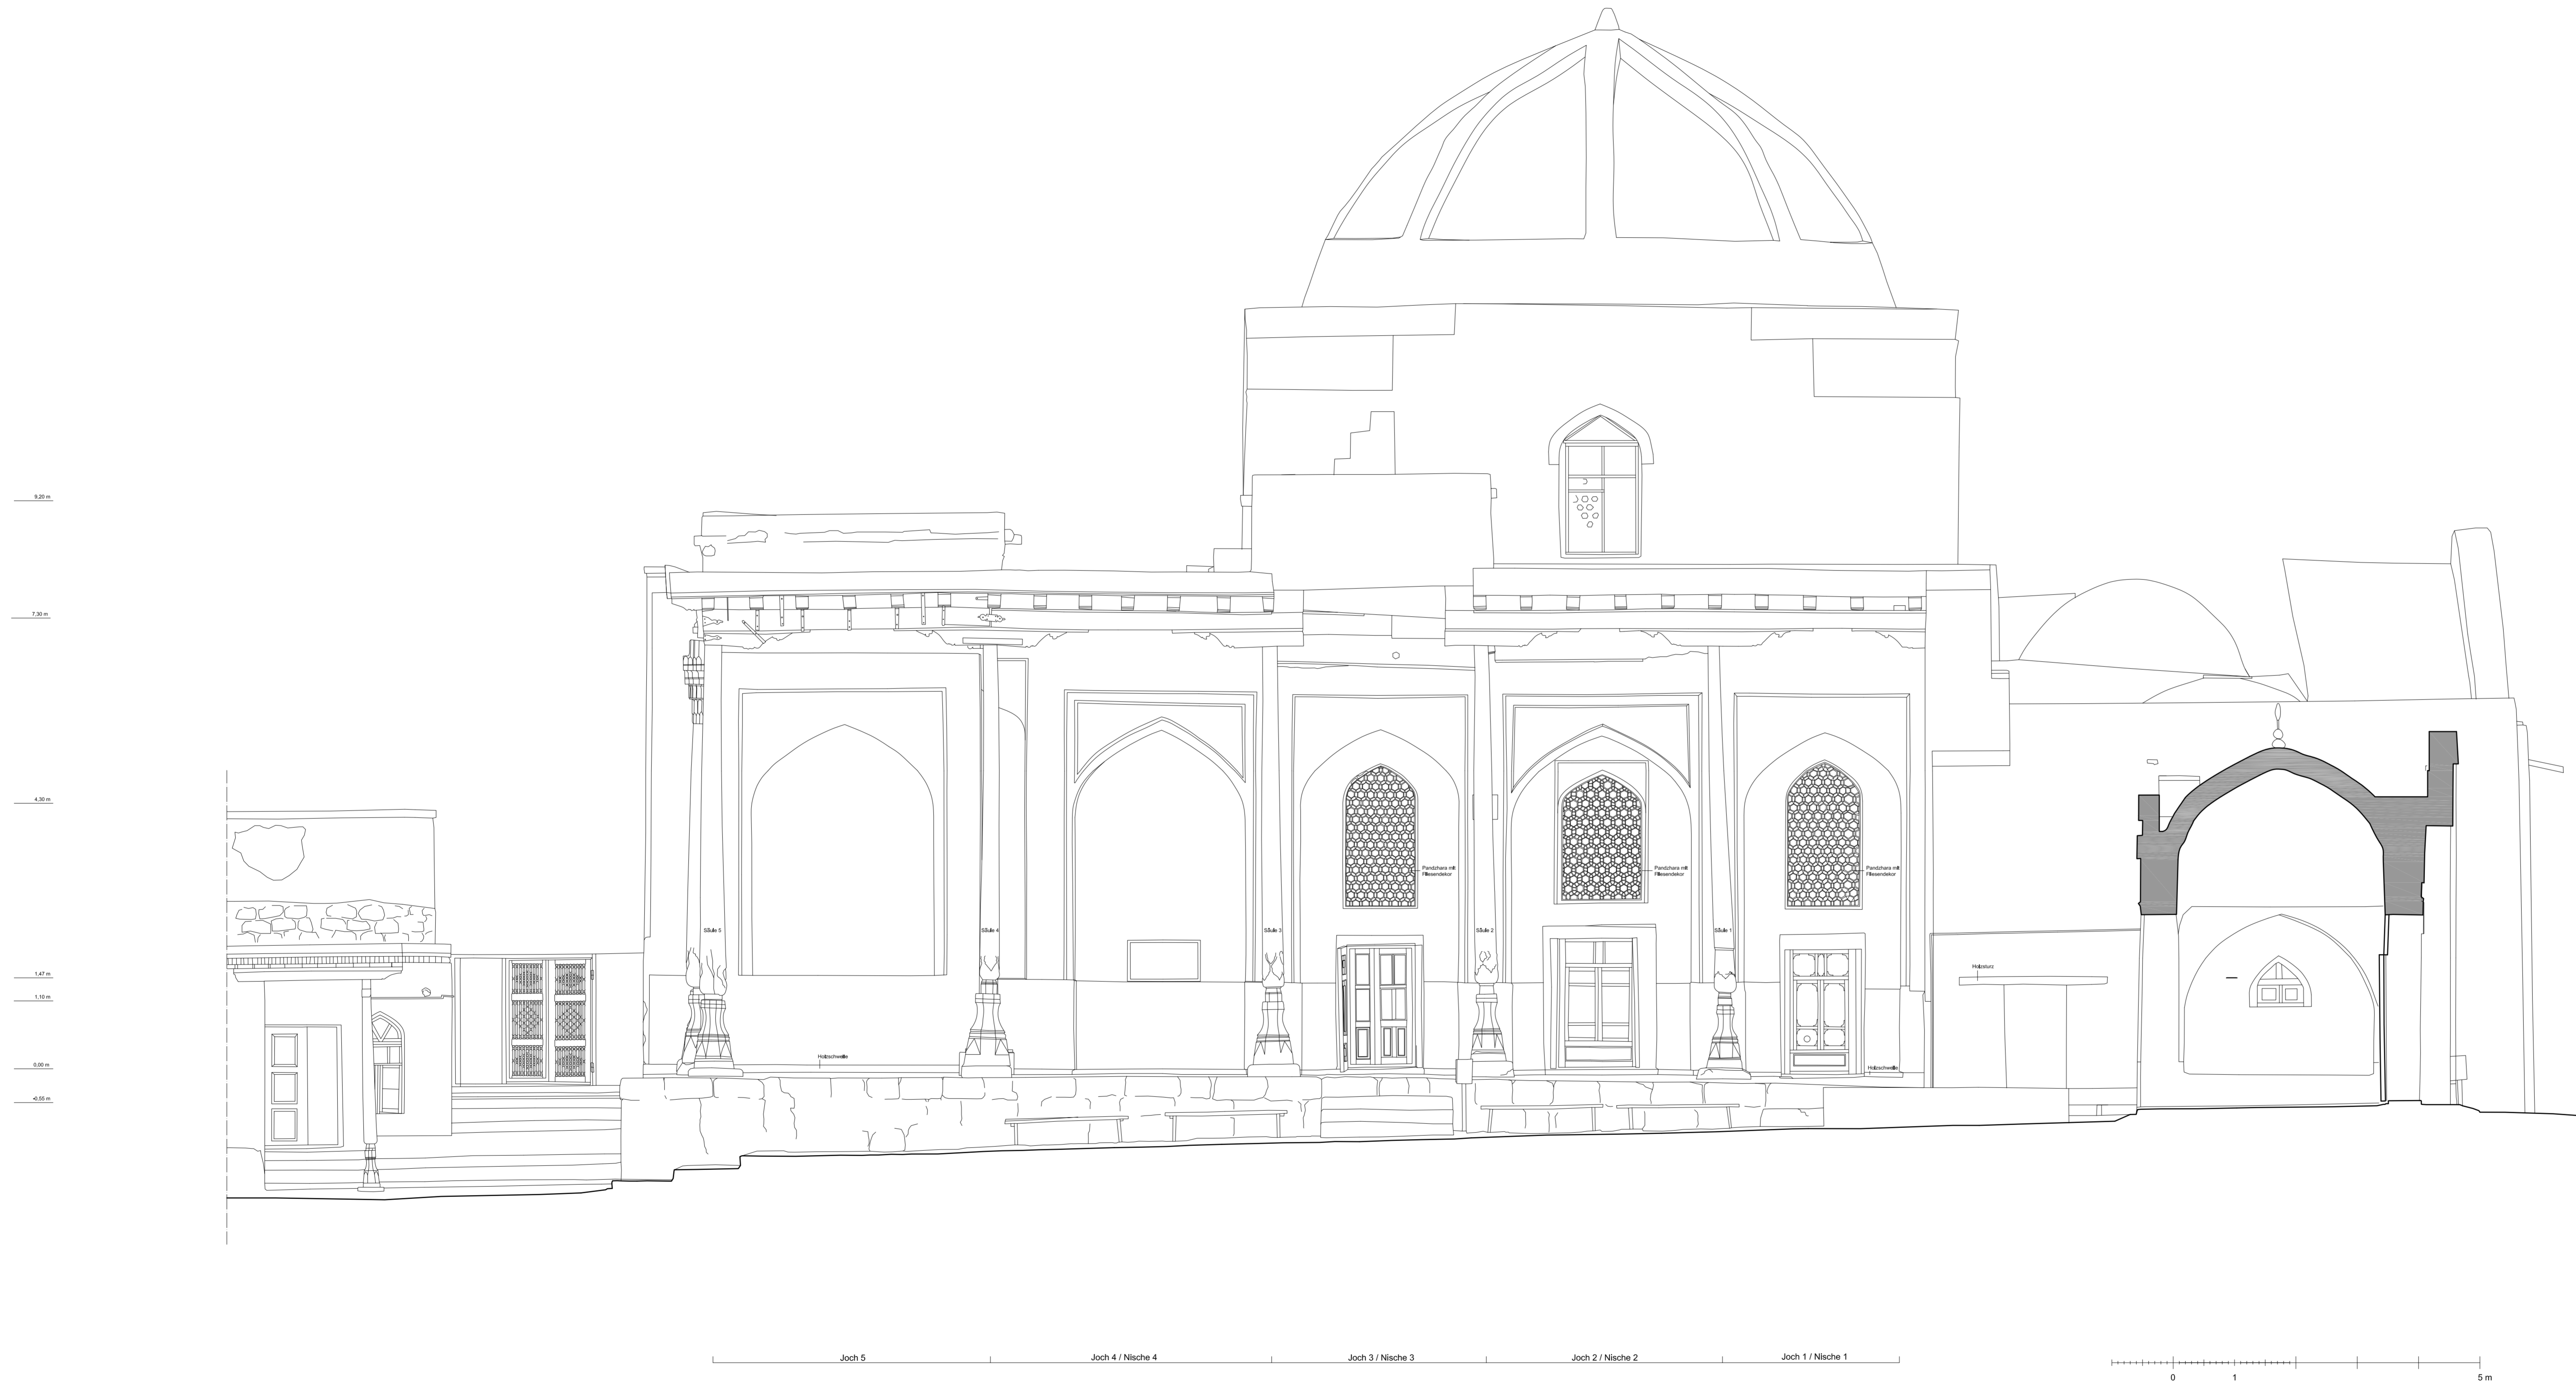 9,20 m
7,30 m
4,30 m
1,47 m
1,10 m
0,00 m
-0,55 m
Säule 5
Säule 4
Säule 3
Säule 2
Säule 1
Pandzhara mit
Fliesendekor
Pandzhara mit
Fliesendekor
Pandzhara mit
Fliesendekor
Holzsturz
Holzschwelle
Holzschwelle
Joch 5
Joch 4 / Nische 4
Joch 3 / Nische 3
Joch 2 / Nische 2
Joch 1 / Nische 1
0
1
5 m